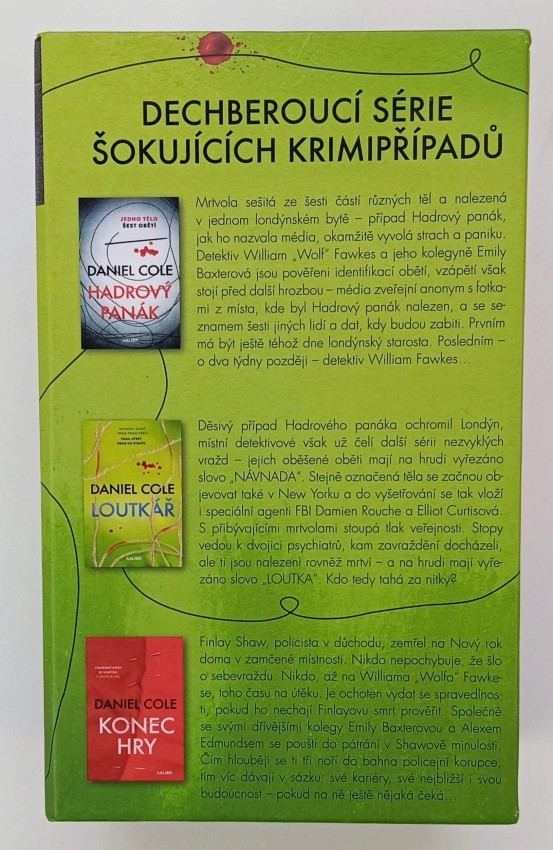 DECHBEROUCÍ SÉRIE
ŠOKUJÍCÍCH KRIMIPŘÍPADŮ
JEDNO TĚLO
ŠEST OBĚTÍ
DANIEL COLE
HADROVÝ
PANÁK
KALIBR
Mrtvola sešitá ze šesti částí různých těl a nalezená
v jednom londýnském bytě – případ Hadrový panák,
jak ho nazvala média, okamžitě vyvolá strach a paniku.
Detektiv William „Wolf“ Fawkes a jeho kolegyně Emily
Baxterová jsou pověřeni identifikací obětí, vzápětí však
stojí před další hrozbou – média zveřejní anonym s fotka-
mi z místa, kde byl Hadrový panák nalezen, a se se-
znamem šesti jiných lidí a dat, kdy budou zabiti. Prvním
má být ještě téhož dne londýnský starosta. Posledním –
o dva týdny později – detektiv William Fawkes…
DANIEL COLE
LOUTKÁŘ
KALIBR
Děsivý případ Hadrového panáka ochromil Londýn,
místní detektivové však už čelí další sérii nezvyklých
vražd – jejich oběšené oběti mají na hrudi vyřezáno
slovo „NÁVNADA“. Stejně označená těla se začnou ob-
jevovat také v New Yorku a do vyšetřování se tak vloží
i speciální agenti FBI Damien Rouche a Elliot Curtisová.
S přibývajícími mrtvolami stoupá tlak veřejnosti. Stopy
vedou k dvojici psychiatrů, kam zavraždění docházeli,
ale ti jsou nalezeni rovněž mrtví – a na hrudi mají vyře-
záno slovo „LOUTKA“. Kdo tedy tahá za nitky?
DANIEL COLE
KONEC
HRY
KALIBR
Finlay Shaw, policista v důchodu, zemřel na Nový rok
doma v zamčené místnosti. Nikdo nepochybuje, že šlo
o sebevraždu. Nikdo, až na Williama „Wolfa“ Fawke-
se, toho času na útěku. Je ochoten vydat se spravedlnos-
ti, pokud ho nechají Finlayovu smrt prověřit. Společně
se svými dřívějšími kolegy Emily Baxterovou a Alexem
Edmundsem se pouští do pátrání v Shawově minulosti.
Čím hlouběji se ti tři noří do bahna policejní korupce,
tím víc dávají v sázku: své kariéry, své nejbližší i svou
budoucnost – pokud na ně ještě nějaká čeká…